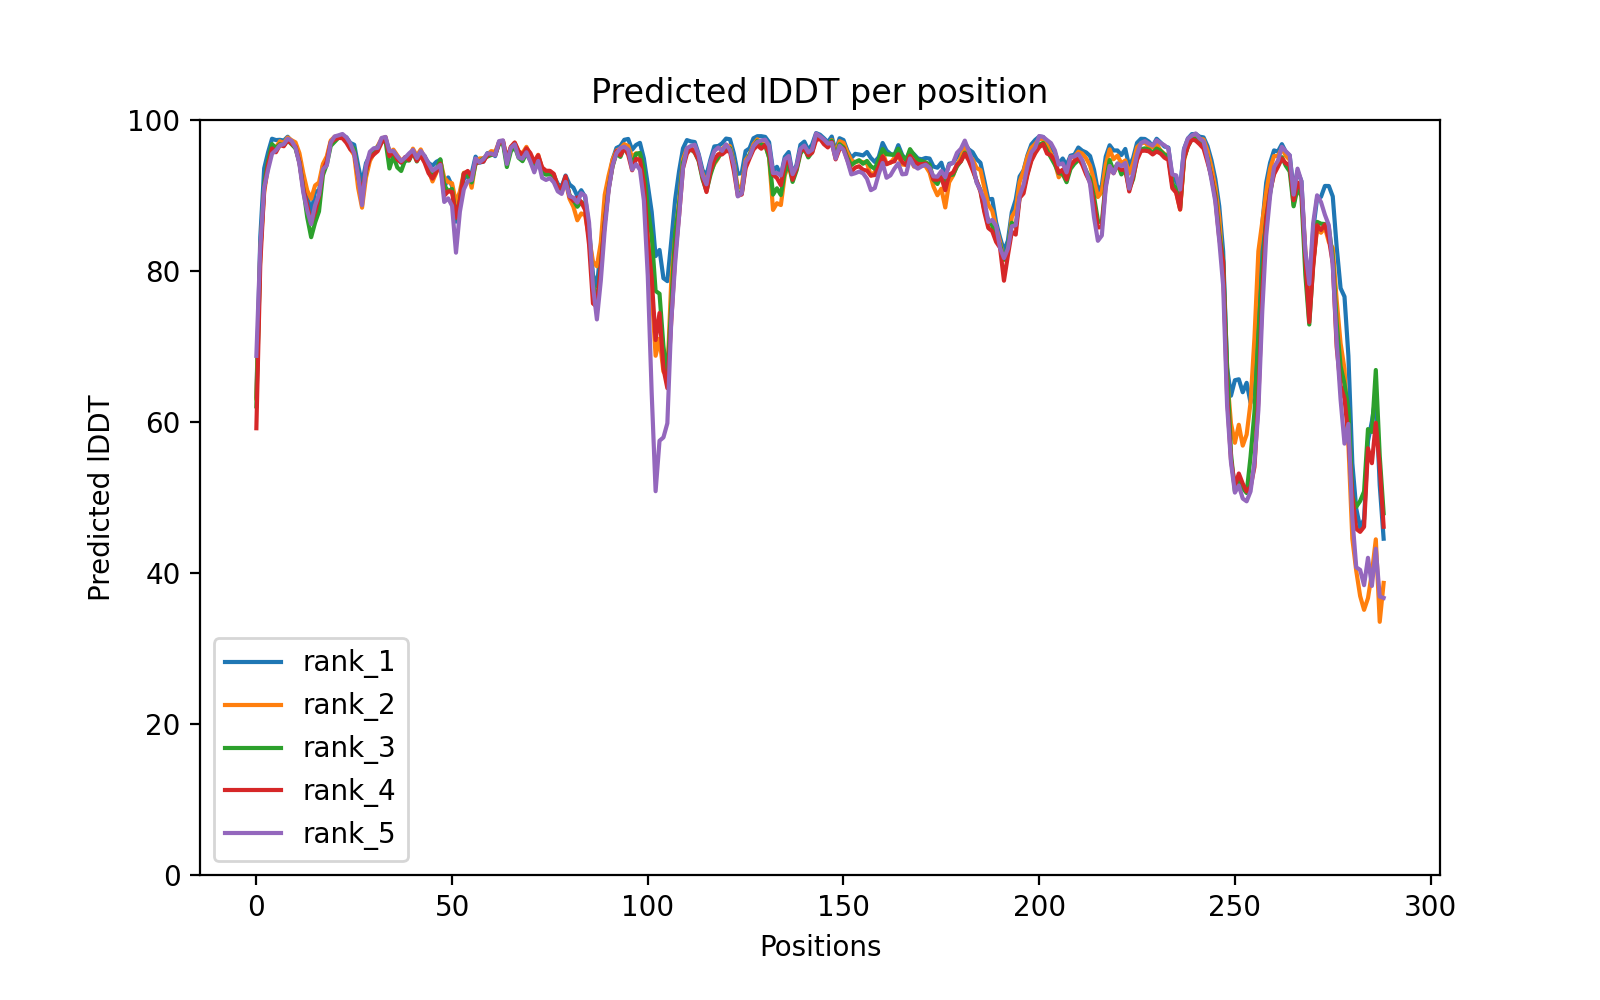 Predicted lDDT per position
100
80
60
40
20
0
Predicted lDDT
rank_1
rank_2
rank_3
rank_4
rank_5
0 50 100 150 200 250 300
Positions